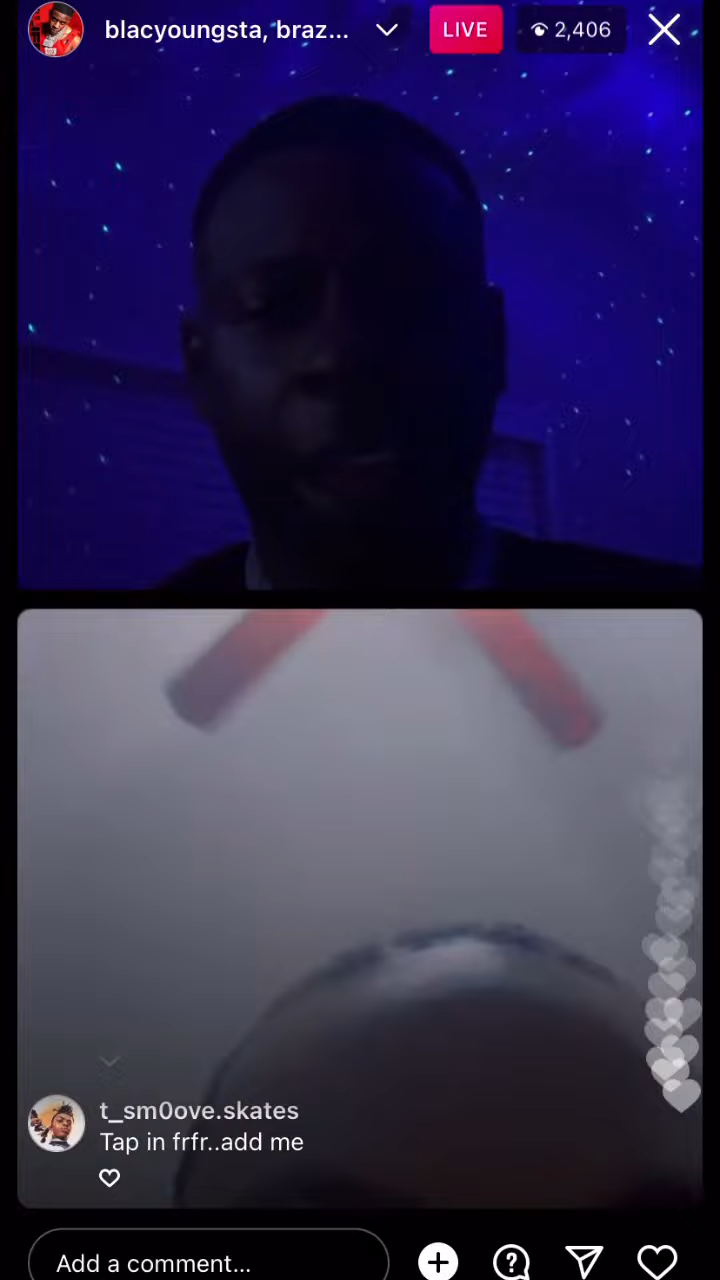 blacyoungsta, braz...
LIVE
2,406
t_sm0ove.skates
Tap in frfr..add me
Add a comment...